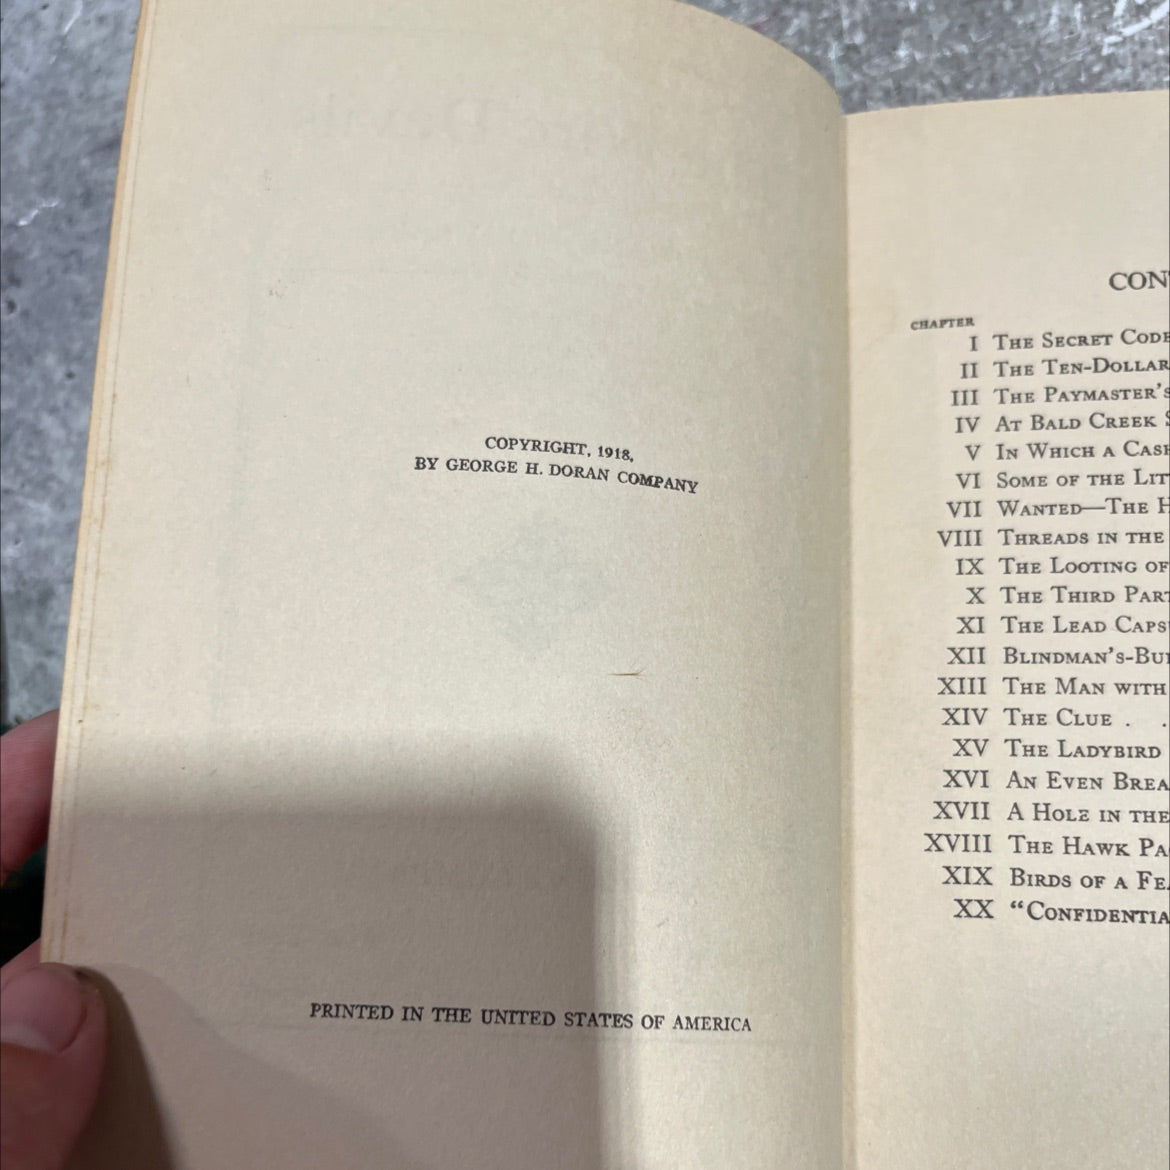 COPYRIGHT, 1918,
BY GEORGE H. DORAN COMPANY
PRINTED IN THE UNITED STATES OF AMERICA
CON
CHAPTER
I THE SECRET CODE
II THE TEN-DOLLAR
III THE PAYMASTER'S
IV AT BALD CREEK
V IN WHICH A CASH
VI SOME OF THE LIT
VII WANTED—THE H
VIII THREADS IN THE
IX THE LOOTING OF
X THE THIRD PART
XI THE LEAD CAPS
XII BLINDMAN'S-BU
XIII THE MAN WITH
XIV THE CLUE . .
XV THE LADYBIRD
XVI AN EVEN BREA
XVII A HOLE IN THE
XVIII THE HAWK PA
XIX BIRDS OF A FE
XX "CONFIDENTIA